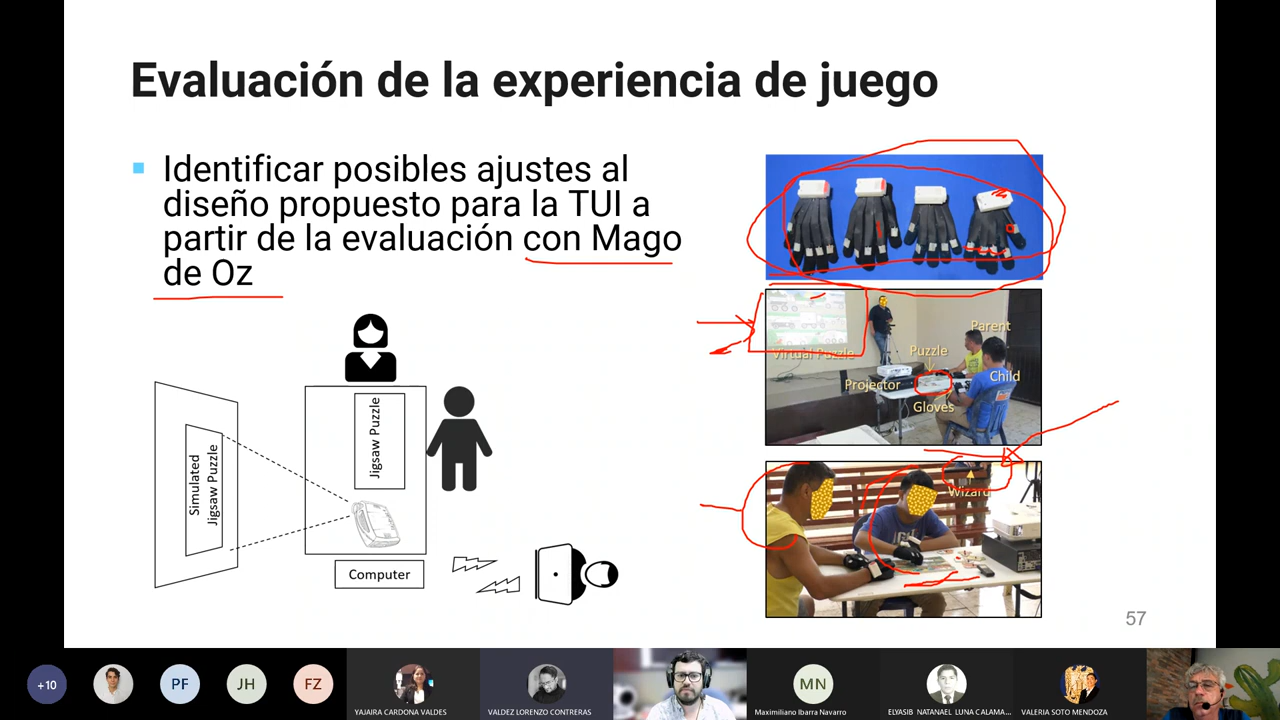 Evaluación de la experiencia de juego
Identificar posibles ajustes al
diseño propuesto para la TUI a
partir de la evaluación con Mago
de Oz
Simulated
Jigsaw Puzzle
Jigsaw Puzzle
Computer
Virtual Puzzle
Projector
Puzzle
Gloves
Parent
Child
Wizard
57
+10
PF
JH
FZ
YAJAIRA CARDONA VALDES
VALDEZ LORENZO CONTRERAS
MN
Maximiliano Ibarra Navarro
ELYASIB NATANAEL LUNA CALAMA...
VALERIA SOTO MENDOZA